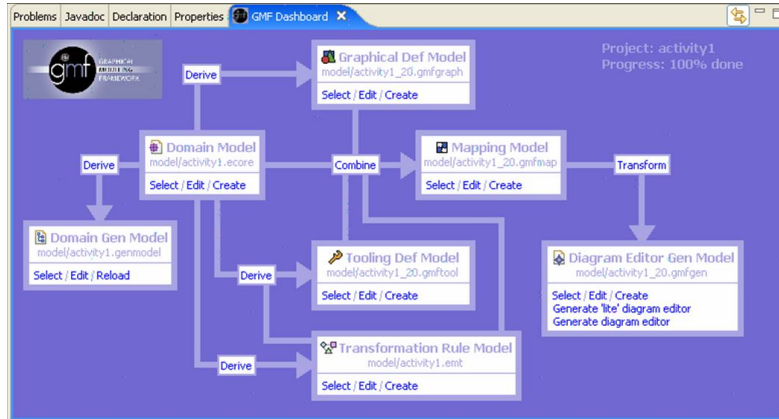 Problems Javadoc Declaration Properties GMF Dashboard
gmf GRAPHICAL
MODELING
FRAMEWORK
Project: activity1
Progress: 100% done
Derive
Graphical Def Model
model/activity1_20.gmfgraph
Select / Edit / Create
Derive
Domain Model
model/activity1.ecore
Select / Edit / Create
Combine
Mapping Model
model/activity1_20.gmfmap
Select / Edit / Create
Transform
Domain Gen Model
model/activity1.genmodel
Select / Edit / Reload
Derive
Tooling Def Model
model/activity1_20.gmftool
Select / Edit / Create
Diagram Editor Gen Model
model/activity1_20.gmfgen
Select / Edit / Create
Generate 'lite' diagram editor
Generate diagram editor
Derive
Transformation Rule Model
model/activity1.emt
Select / Edit / Create